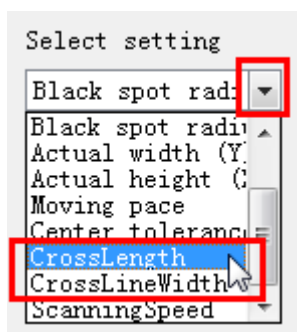 Select setting
Black spot radi
Black spot radiu
Actual width (Y
Actual height (X
Moving pace
Center toleranc
CrossLength
CrossLineWidth
ScanningSpeed